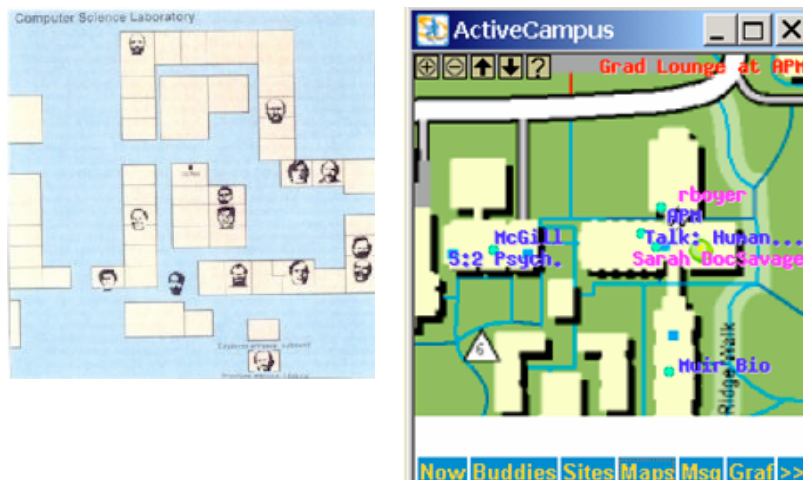 Computer Science Laboratory
ActiveCampus
Grad Lounge at APM
rboyer
APM
McGill
Talk: Human...
5:2 Psych.
Sarah DocSavage
6
Muir Bio
Ridge Walk
Now Buddies Sites Maps Msg Graf >>